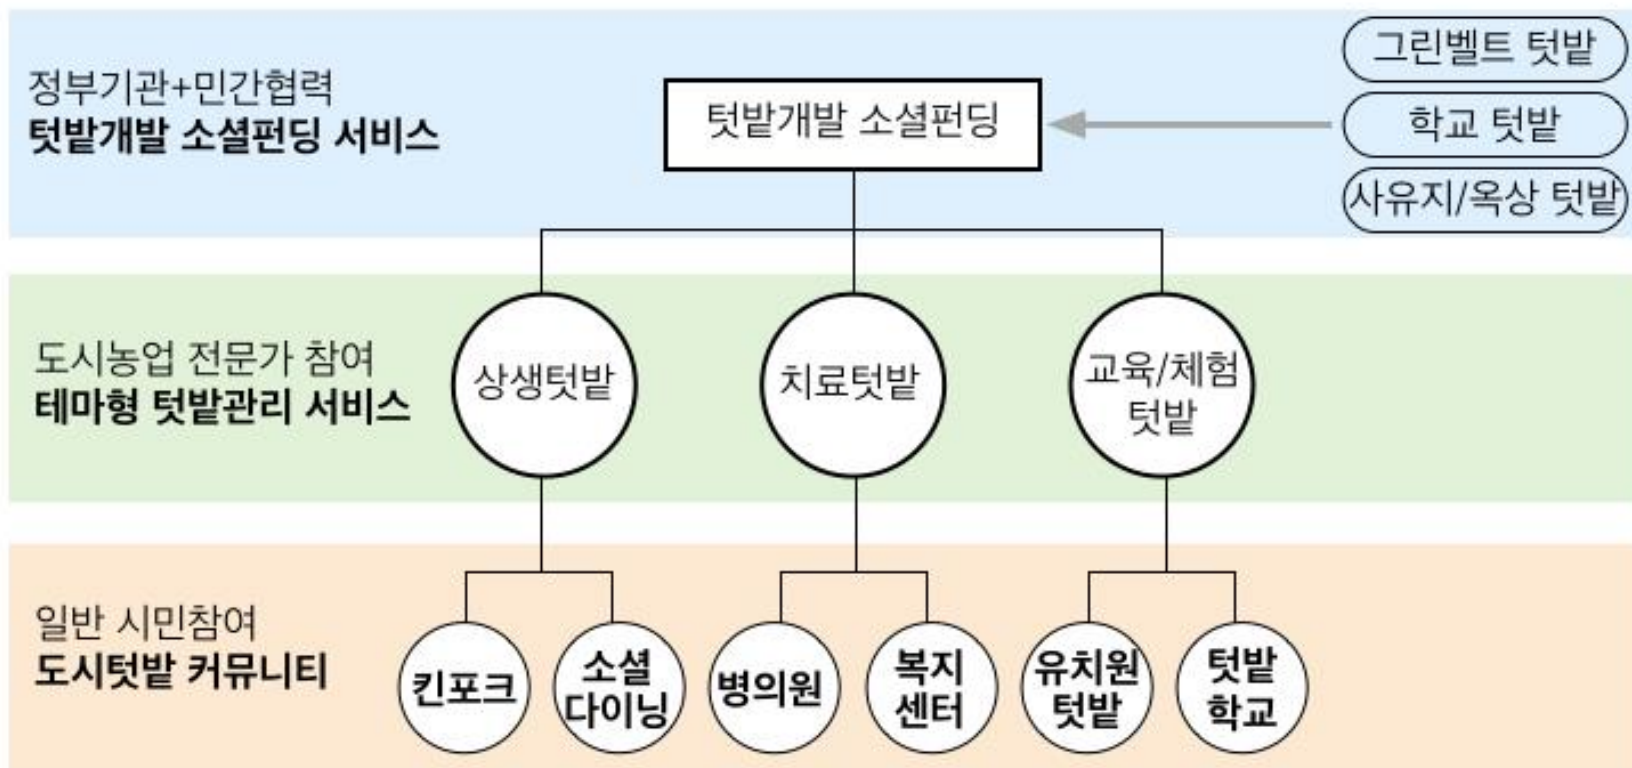 정부기관+민간협력
텃밭개발 소셜펀딩 서비스
텃밭개발 소셜펀딩
그린벨트 텃밭
학교 텃밭
사유지/옥상 텃밭
도시농업 전문가 참여
테마형 텃밭관리 서비스
상생텃밭
치료텃밭
교육/체험
텃밭
일반 시민참여
도시텃밭 커뮤니티
킨포크
소셜
다이닝
병의원
복지
센터
유치원
텃밭
텃밭
학교